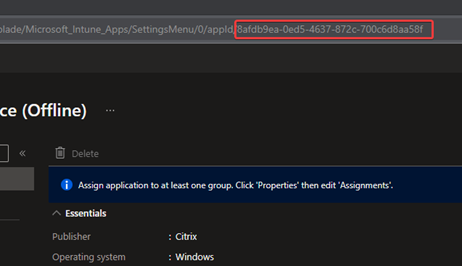 blade/Microsoft_Intune_Apps/SettingsMenu/0/appId/8afdb9ea-0ed5-4637-872c-700c6d8aa58f
ce (Offline) ...
«
Delete
Assign application to at least one group. Click 'Properties' then edit 'Assignments'.
Essentials
Publisher : Citrix
Operating system : Windows